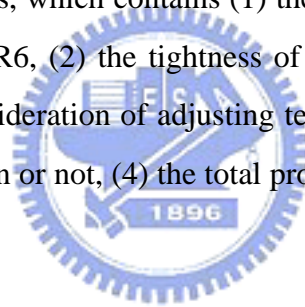 s, which contains (1) the
R6, (2) the tightness of
ideration of adjusting te
n or not, (4) the total pro
1896